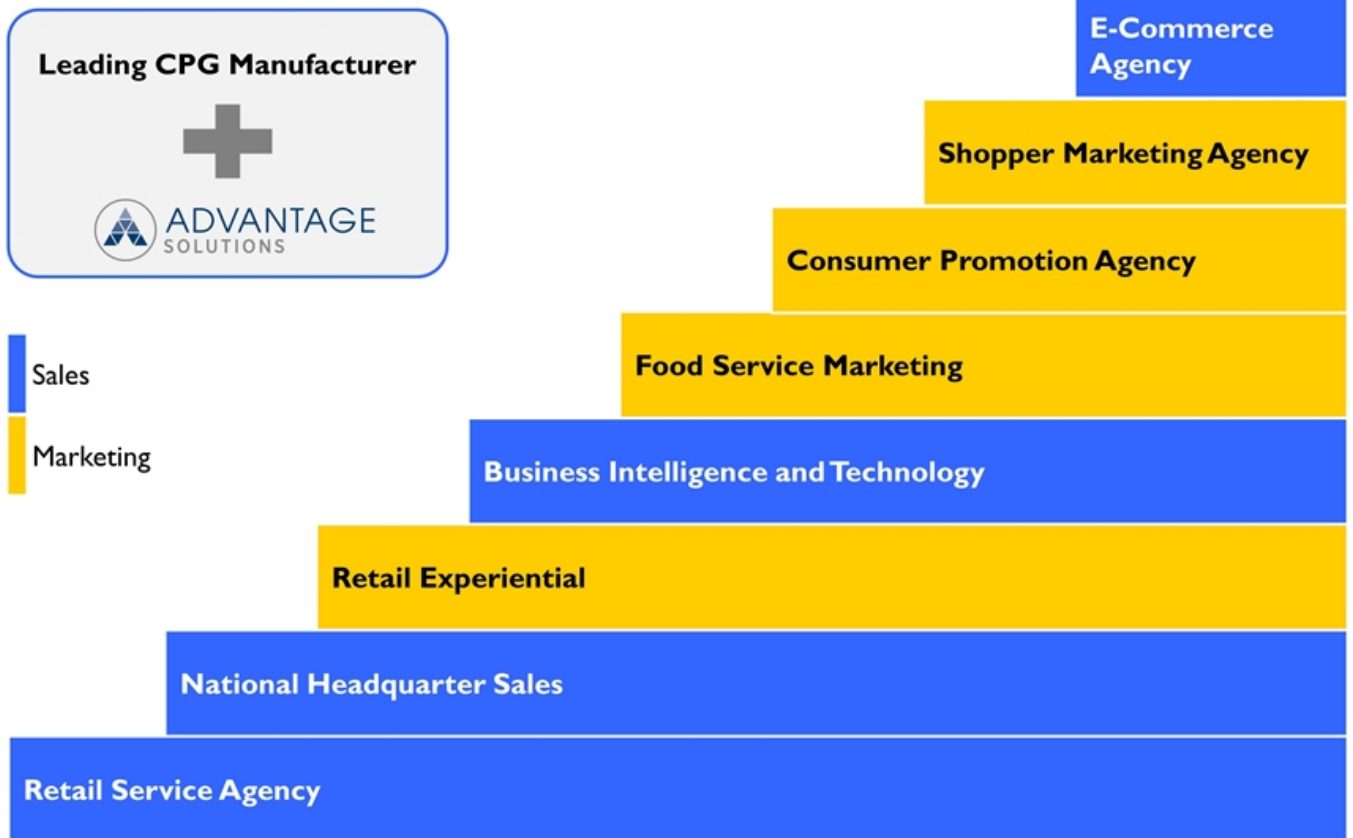 Leading CPG Manufacturer
ADVANTAGE
SOLUTIONS
Sales
Marketing
E-Commerce
Agency
Shopper Marketing Agency
Consumer Promotion Agency
Food Service Marketing
Business Intelligence and Technology
Retail Experiential
National Headquarter Sales
Retail Service Agency